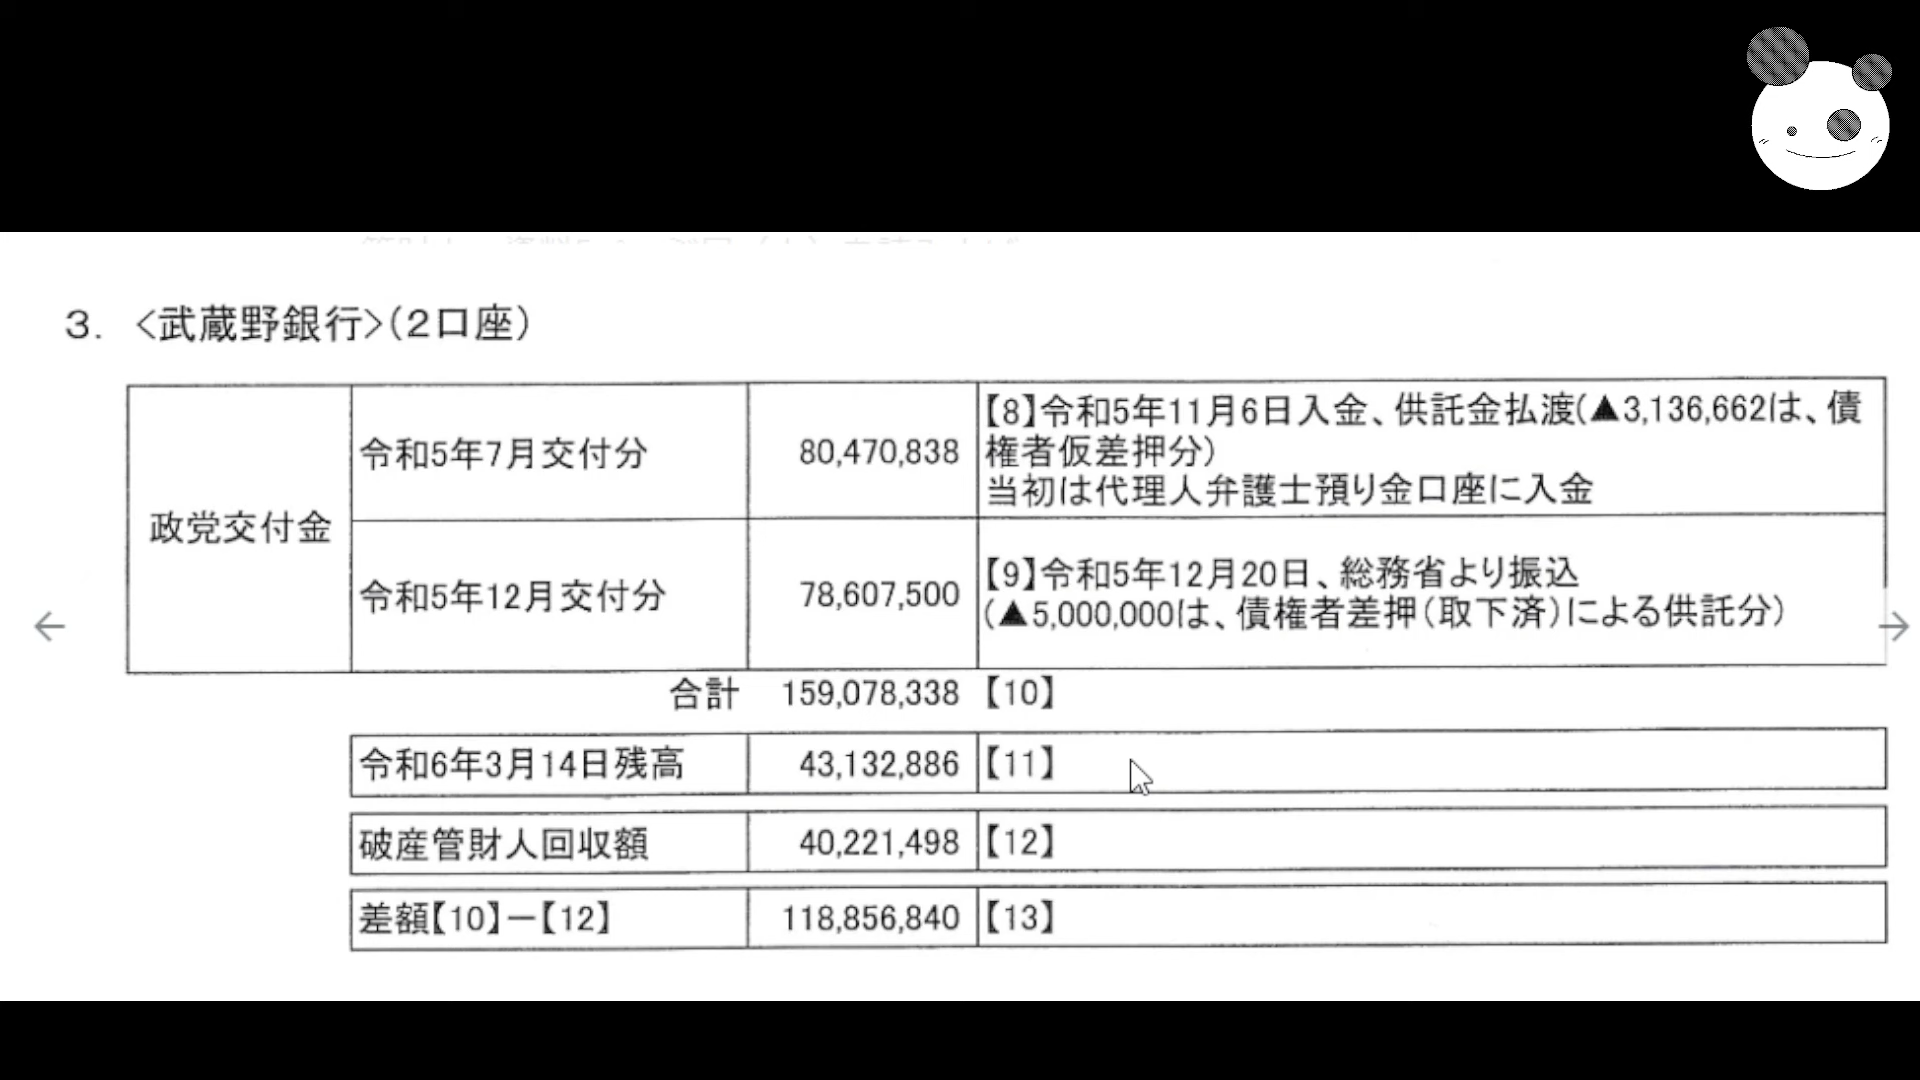 3. <武蔵野銀行>(2口座)
政党交付金
令和5年7月交付分 80,470,838 【8】令和5年11月6日入金、供託金払渡(▲3,136,662は、債
権者仮差押分)
当初は代理人弁護士預り金口座に入金
令和5年12月交付分 78,607,500 【9】令和5年12月20日、総務省より振込
(▲5,000,000は、債権者差押(取下済)による供託分)
合計 159,078,338 【10】
令和6年3月14日残高 43,132,886 【11】
破産管財人回収額 40,221,498 【12】
差額【10】－【12】 118,856,840 【13】